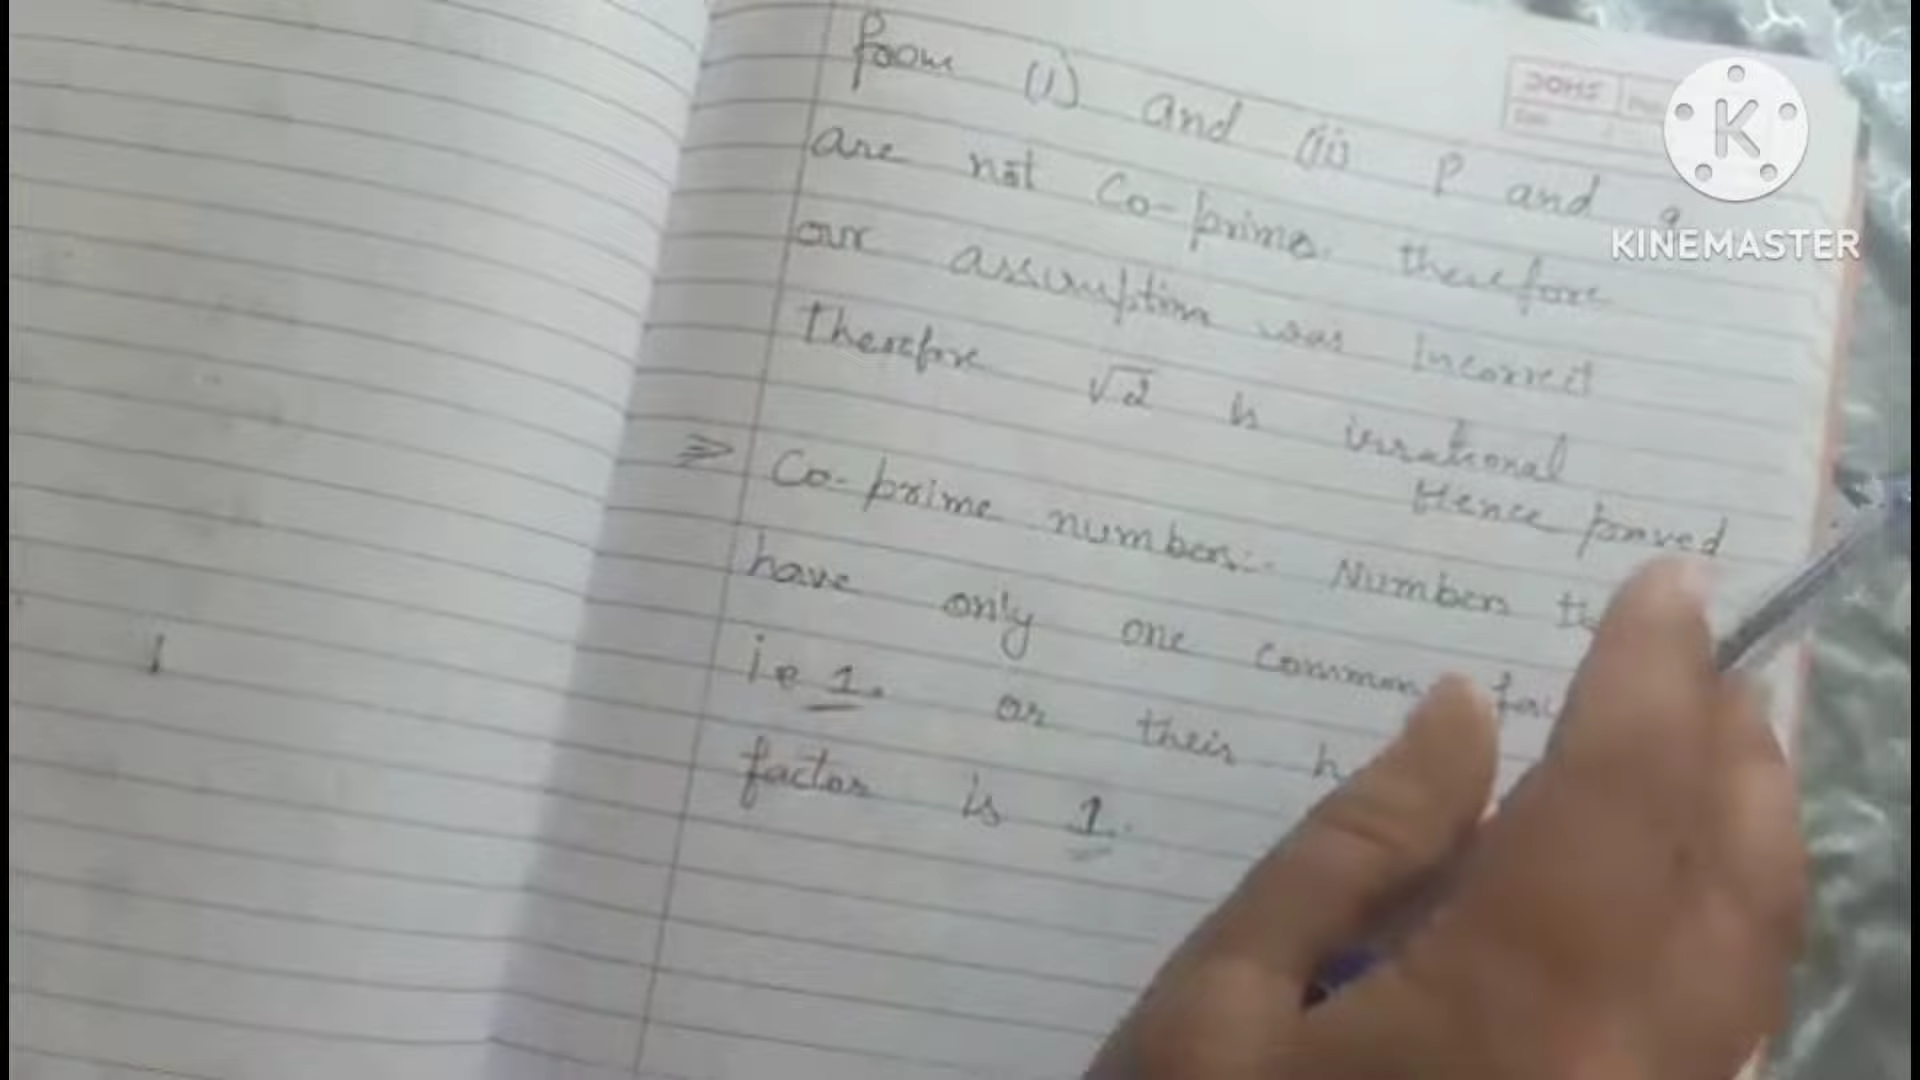 from (i) and (ii) P and q
are not Co-prime. therefore
our assumption was incorrect
therefore √2 is irrational
Hence proved
⇒ Co-prime numbers:- Numbers
have only one common
i.e 1. or their
factor is 1.
KINEMASTER